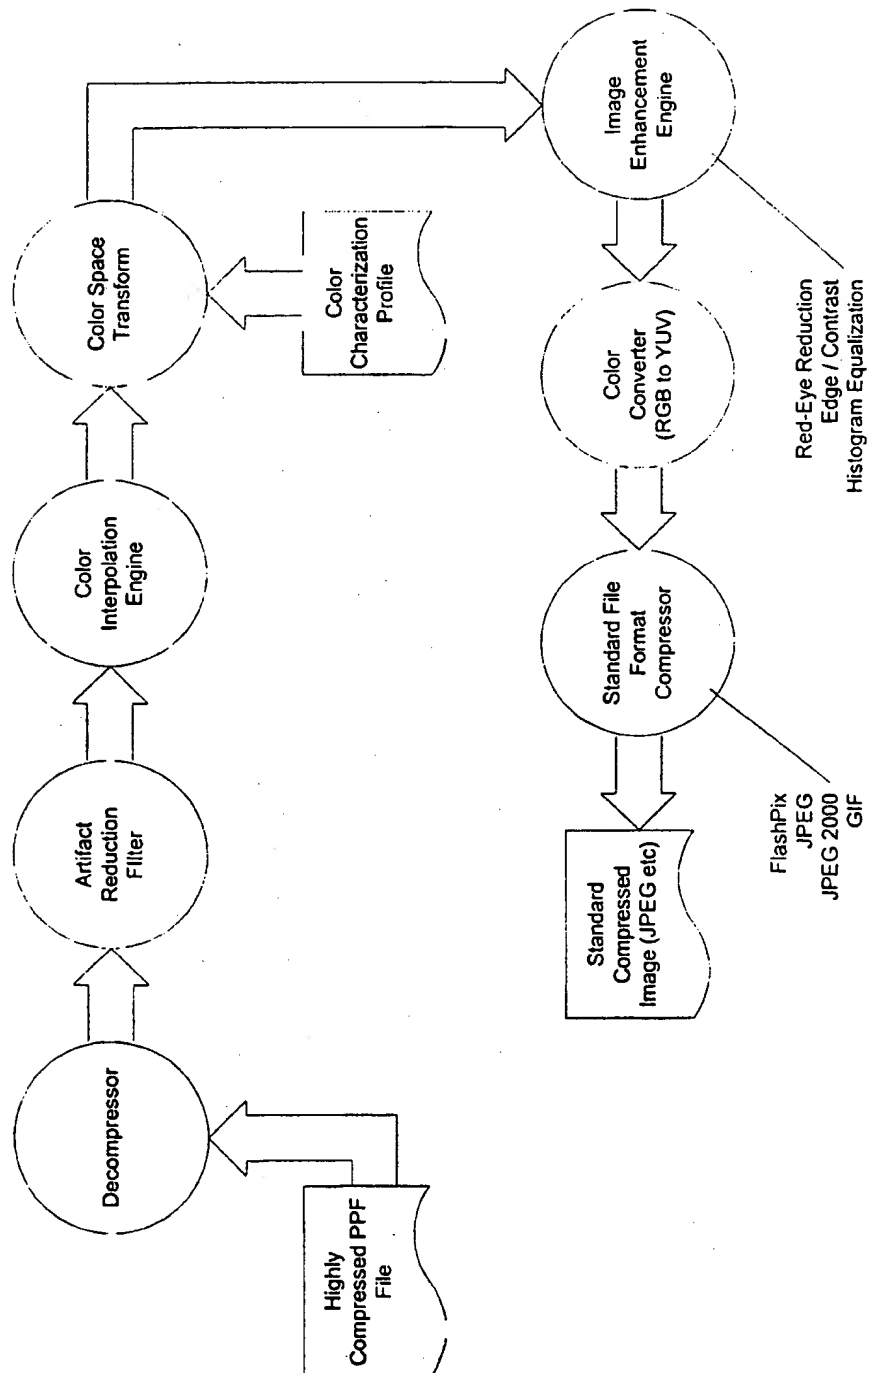 Highly
Compressed PPF
File
Decompressor
Artifact
Reduction
FIlter
Color
Interpolation
Engine
Color Space
Transform
Color
Characterization
Profile
Image
Enhancement
Engine
Red-Eye Reduction
Edge / Contrast
Histogram Equalization
Color
Converter
(RGB to YUV)
Standard File
Format
Compressor
FlashPix
JPEG
JPEG 2000
GIF
Standard
Compressed
Image (JPEG etc)